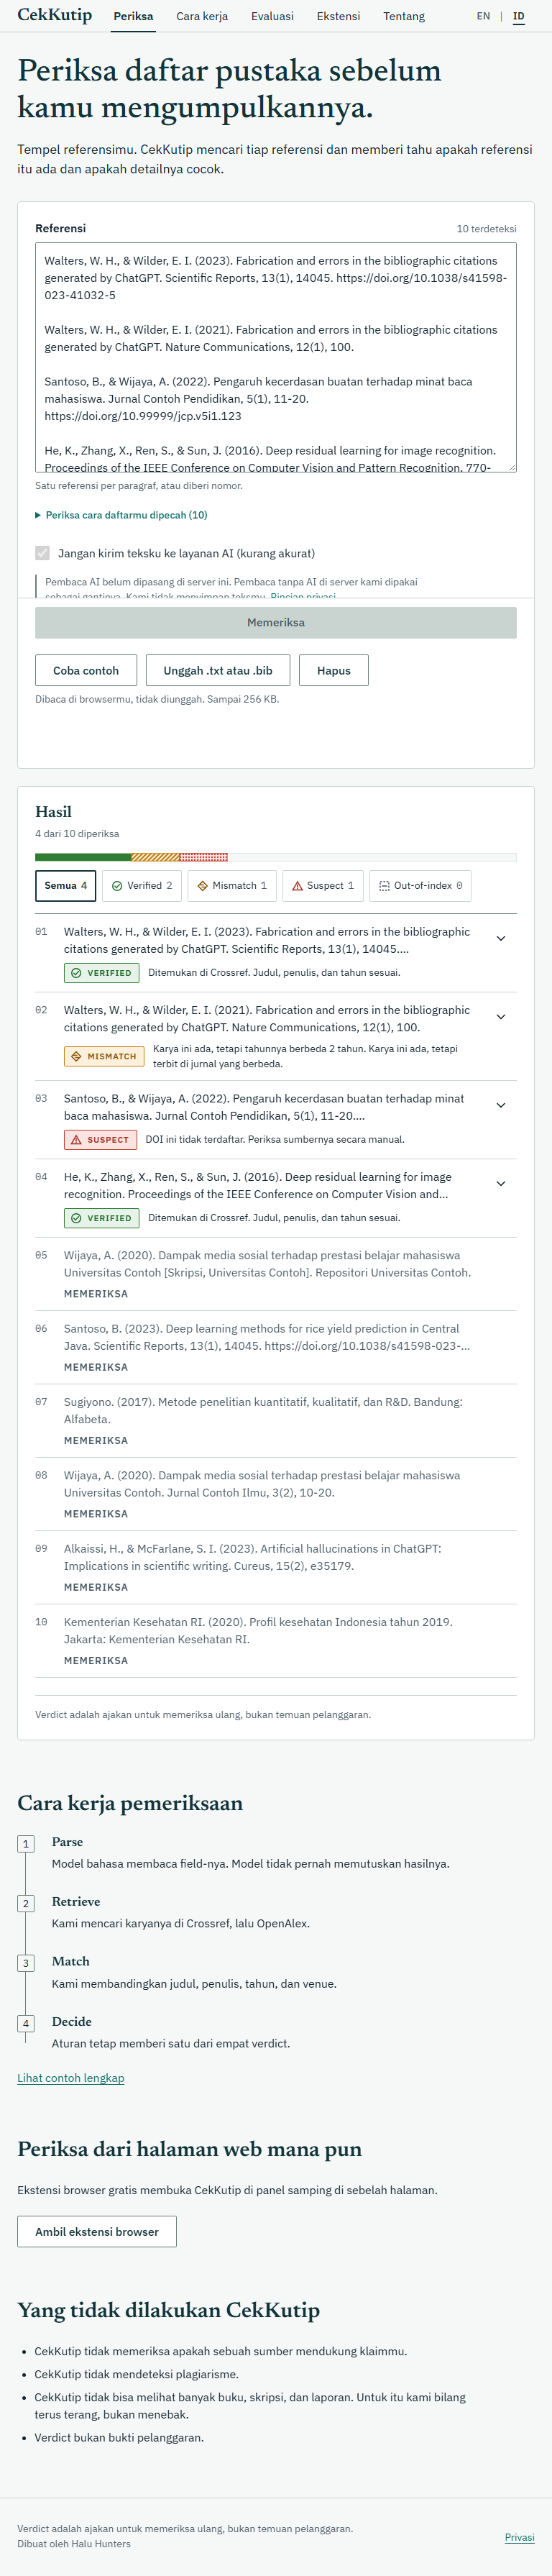 CekKutip Periksa Cara kerja Evaluasi Ekstensi Tentang EN | ID
Periksa daftar pustaka sebelum
kamu mengumpulkannya.
Tempel referensimu. CekKutip mencari tiap referensi dan memberi tahu apakah referensi
itu ada dan apakah detailnya cocok.
Referensi 10 terdeteksi
Walters, W. H., & Wilder, E. I. (2023). Fabrication and errors in the bibliographic citations
generated by ChatGPT. Scientific Reports, 13(1), 14045. https://doi.org/10.1038/s41598-
023-41032-5
Walters, W. H., & Wilder, E. I. (2021). Fabrication and errors in the bibliographic citations
generated by ChatGPT. Nature Communications, 12(1), 100.
Santoso, B., & Wijaya, A. (2022). Pengaruh kecerdasan buatan terhadap minat baca
mahasiswa. Jurnal Contoh Pendidikan, 5(1), 11-20.
https://doi.org/10.99999/jcp.v5i1.123
He, K., Zhang, X., Ren, S., & Sun, J. (2016). Deep residual learning for image recognition.
Proceedings of the IEEE Conference on Computer Vision and Pattern Recognition, 770-
Satu referensi per paragraf, atau diberi nomor.
Periksa cara daftarmu dipecah (10)
Jangan kirim teksku ke layanan AI (kurang akurat)
Pembaca AI belum dipasang di server ini. Pembaca tanpa AI di server kami dipakai
sebagai gantinya. Kami tidak menyimpan teksmu. Rincian privasi
Memeriksa
Coba contoh Unggah .txt atau .bib Hapus
Dibaca di browsermu, tidak diunggah. Sampai 256 KB.
Hasil
4 dari 10 diperiksa
Semua 4 Verified 2 Mismatch 1 Suspect 1 Out-of-index 0
01 Walters, W. H., & Wilder, E. I. (2023). Fabrication and errors in the bibliographic
citations generated by ChatGPT. Scientific Reports, 13(1), 14045....
VERIFIED Ditemukan di Crossref. Judul, penulis, dan tahun sesuai.
02 Walters, W. H., & Wilder, E. I. (2021). Fabrication and errors in the bibliographic
citations generated by ChatGPT. Nature Communications, 12(1), 100.
MISMATCH Karya ini ada, tetapi tahunnya berbeda 2 tahun. Karya ini ada, tetapi
terbit di jurnal yang berbeda.
03 Santoso, B., & Wijaya, A. (2022). Pengaruh kecerdasan buatan terhadap minat
baca mahasiswa. Jurnal Contoh Pendidikan, 5(1), 11-20....
SUSPECT DOI ini tidak terdaftar. Periksa sumbernya secara manual.
04 He, K., Zhang, X., Ren, S., & Sun, J. (2016). Deep residual learning for image
recognition. Proceedings of the IEEE Conference on Computer Vision and...
VERIFIED Ditemukan di Crossref. Judul, penulis, dan tahun sesuai.
05 Wijaya, A. (2020). Dampak media sosial terhadap prestasi belajar mahasiswa
Universitas Contoh [Skripsi, Universitas Contoh]. Repositori Universitas Contoh.
MEMERIKSA
06 Santoso, B. (2023). Deep learning methods for rice yield prediction in Central
Java. Scientific Reports, 13(1), 14045. https://doi.org/10.1038/s41598-023-...
MEMERIKSA
07 Sugiyono. (2017). Metode penelitian kuantitatif, kualitatif, dan R&D. Bandung:
Alfabeta.
MEMERIKSA
08 Wijaya, A. (2020). Dampak media sosial terhadap prestasi belajar mahasiswa
Universitas Contoh. Jurnal Contoh Ilmu, 3(2), 10-20.
MEMERIKSA
09 Alkaissi, H., & McFarlane, S. I. (2023). Artificial hallucinations in ChatGPT:
Implications in scientific writing. Cureus, 15(2), e35179.
MEMERIKSA
10 Kementerian Kesehatan RI. (2020). Profil kesehatan Indonesia tahun 2019.
Jakarta: Kementerian Kesehatan RI.
MEMERIKSA
Verdict adalah ajakan untuk memeriksa ulang, bukan temuan pelanggaran.
Cara kerja pemeriksaan
1 Parse
Model bahasa membaca field-nya. Model tidak pernah memutuskan hasilnya.
2 Retrieve
Kami mencari karyanya di Crossref, lalu OpenAlex.
3 Match
Kami membandingkan judul, penulis, tahun, dan venue.
4 Decide
Aturan tetap memberi satu dari empat verdict.
Lihat contoh lengkap
Periksa dari halaman web mana pun
Ekstensi browser gratis membuka CekKutip di panel samping di sebelah halaman.
Ambil ekstensi browser
Yang tidak dilakukan CekKutip
• CekKutip tidak memeriksa apakah sebuah sumber mendukung klaimmu.
• CekKutip tidak mendeteksi plagiarisme.
• CekKutip tidak bisa melihat banyak buku, skripsi, dan laporan. Untuk itu kami bilang
terus terang, bukan menebak.
• Verdict bukan bukti pelanggaran.
Verdict adalah ajakan untuk memeriksa ulang, bukan temuan pelanggaran.
Dibuat oleh Halu Hunters
Privasi